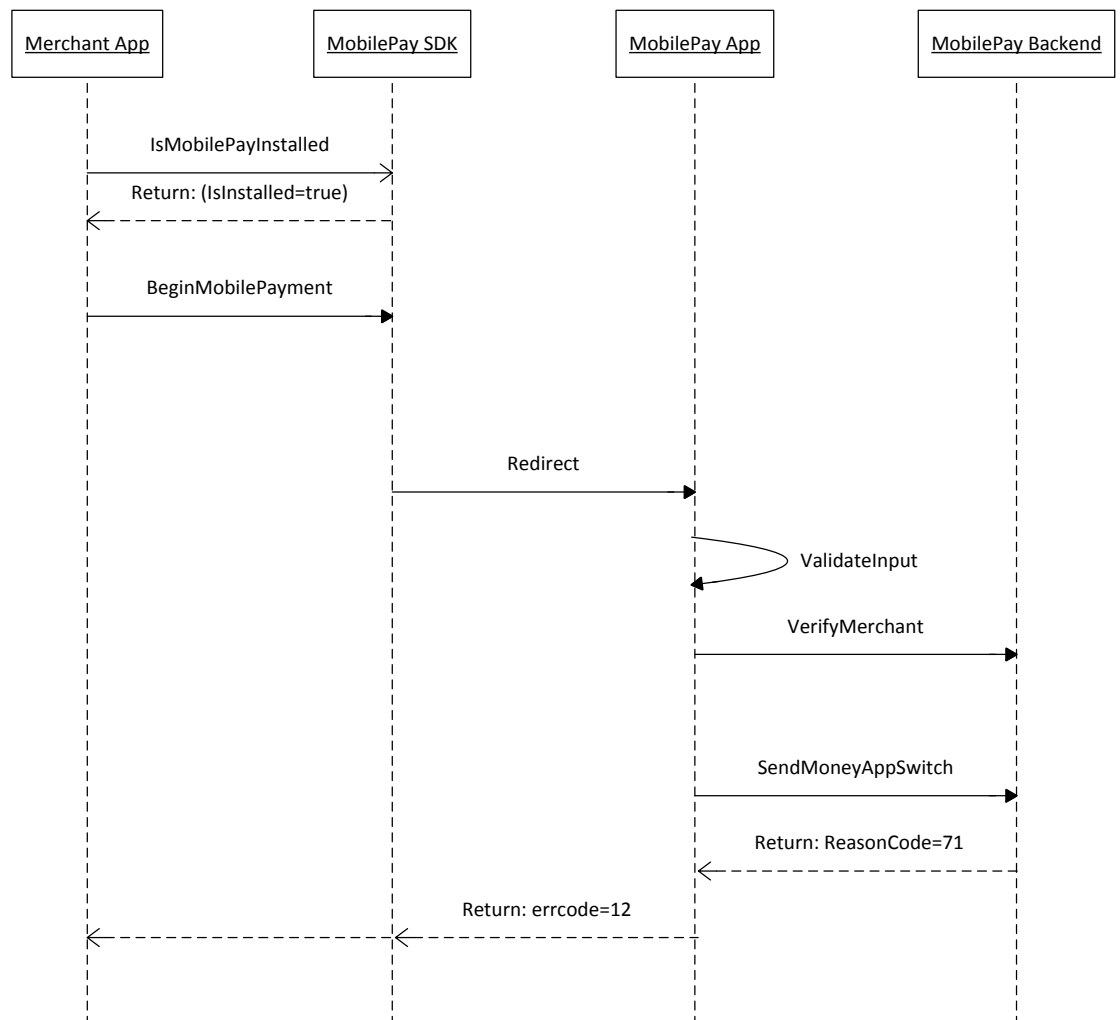 Merchant App
MobilePay SDK
MobilePay App
MobilePay Backend
IsMobilePayInstalled
Return: (IsInstalled=true)
BeginMobilePayment
Redirect
ValidateInput
VerifyMerchant
SendMoneyAppSwitch
Return: ReasonCode=71
Return: errcode=12